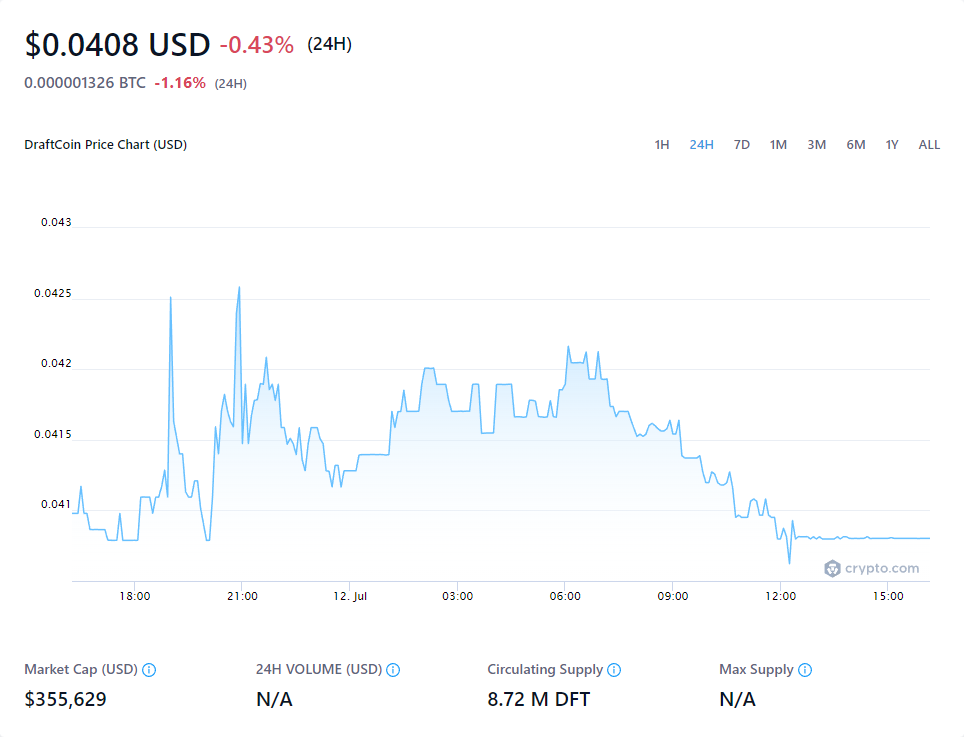 $0.0408 USD -0.43% (24H)
0.000001326 BTC -1.16% (24H)
DraftCoin Price Chart (USD) 1H 24H 7D 1M 3M 6M 1Y ALL
0.043
0.0425
0.042
0.0415
0.041
crypto.com
18:00 21:00 12. Jul 03:00 06:00 09:00 12:00 15:00
Market Cap (USD) 24H VOLUME (USD) Circulating Supply Max Supply
$355,629 N/A 8.72 M DFT N/A